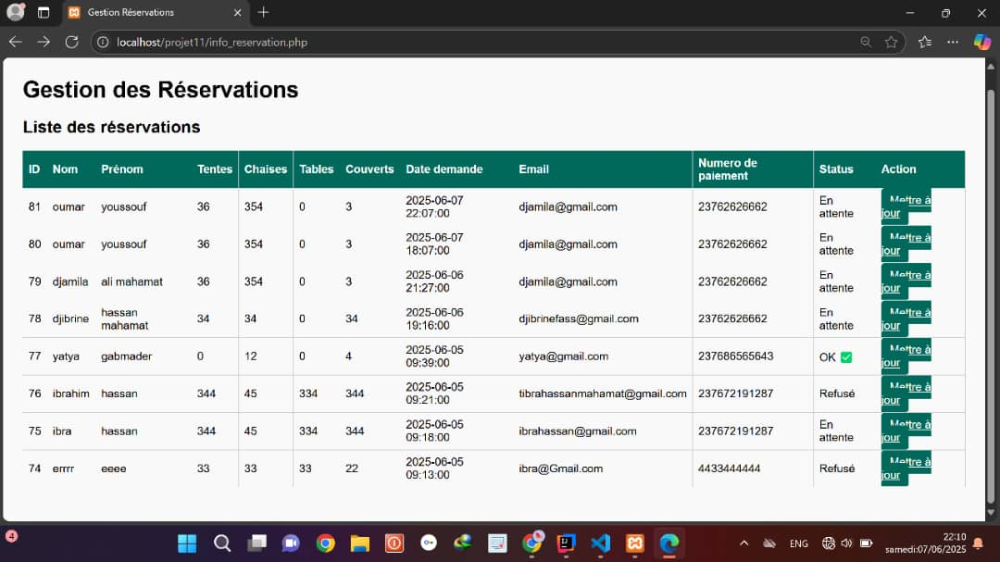 Gestion Réservations
localhost/projet11/info_reservation.php
Gestion des Réservations
Liste des réservations
ID Nom Prénom Tentes Chaises Tables Couverts Date demande Email Numero de paiement Status Action
81 oumar youssouf 36 354 0 3 2025-06-07 22:07:00 djamila@gmail.com 23762626662 En attente Mettre à jour
80 oumar youssouf 36 354 0 3 2025-06-07 18:07:00 djamila@gmail.com 23762626662 En attente Mettre à jour
79 djamila ali mahamat 36 354 0 3 2025-06-06 21:27:00 djamila@gmail.com 23762626662 En attente Mettre à jour
78 djibrine hassan mahamat 34 34 0 34 2025-06-06 19:16:00 djibrinefass@gmail.com 23762626662 En attente Mettre à jour
77 yatya gabmader 0 12 0 4 2025-06-05 09:39:00 yatya@gmail.com 237686565643 OK ✅ Mettre à jour
76 ibrahim hassan 344 45 334 344 2025-06-05 09:21:00 tibrahassanmahamat@gmail.com 237672191287 Refusé Mettre à jour
75 ibra hassan 344 45 334 344 2025-06-05 09:18:00 ibrahassan@gmail.com 237672191287 En attente Mettre à jour
74 errrr eeee 33 33 33 22 2025-06-05 09:13:00 ibra@Gmail.com 4433444444 Refusé Mettre à jour
4
ENG
22:10
samedi:07/06/2025